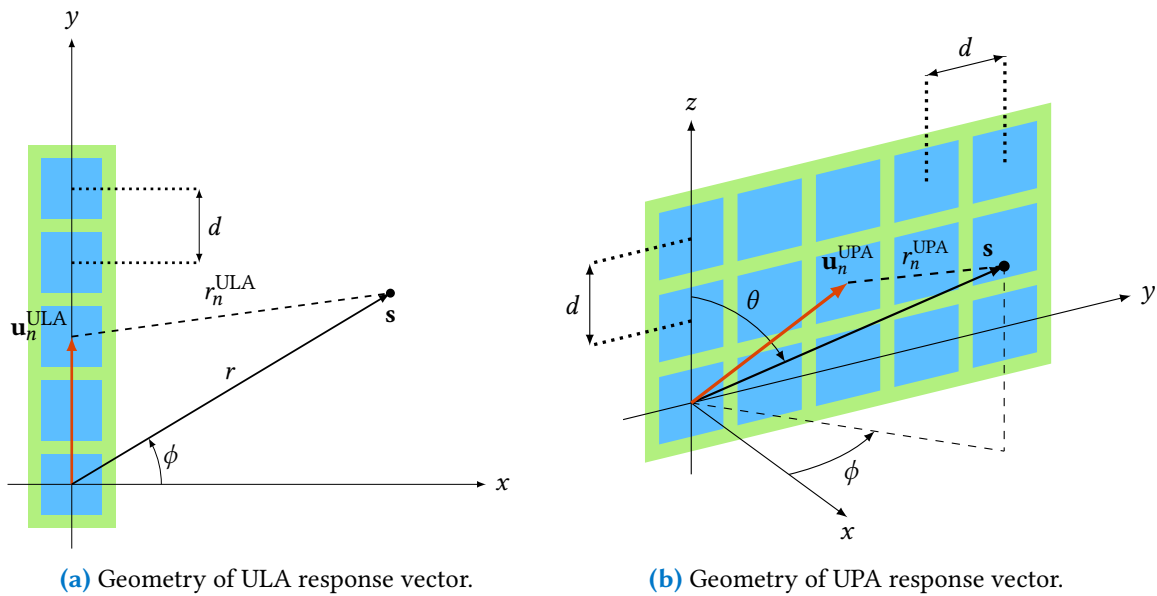 y
d
r_n^ULA
u_n^ULA
s
r
ϕ
x
(a) Geometry of ULA response vector.
d
z
u_n^UPA
r_n^UPA
s
y
d
θ
ϕ
x
(b) Geometry of UPA response vector.